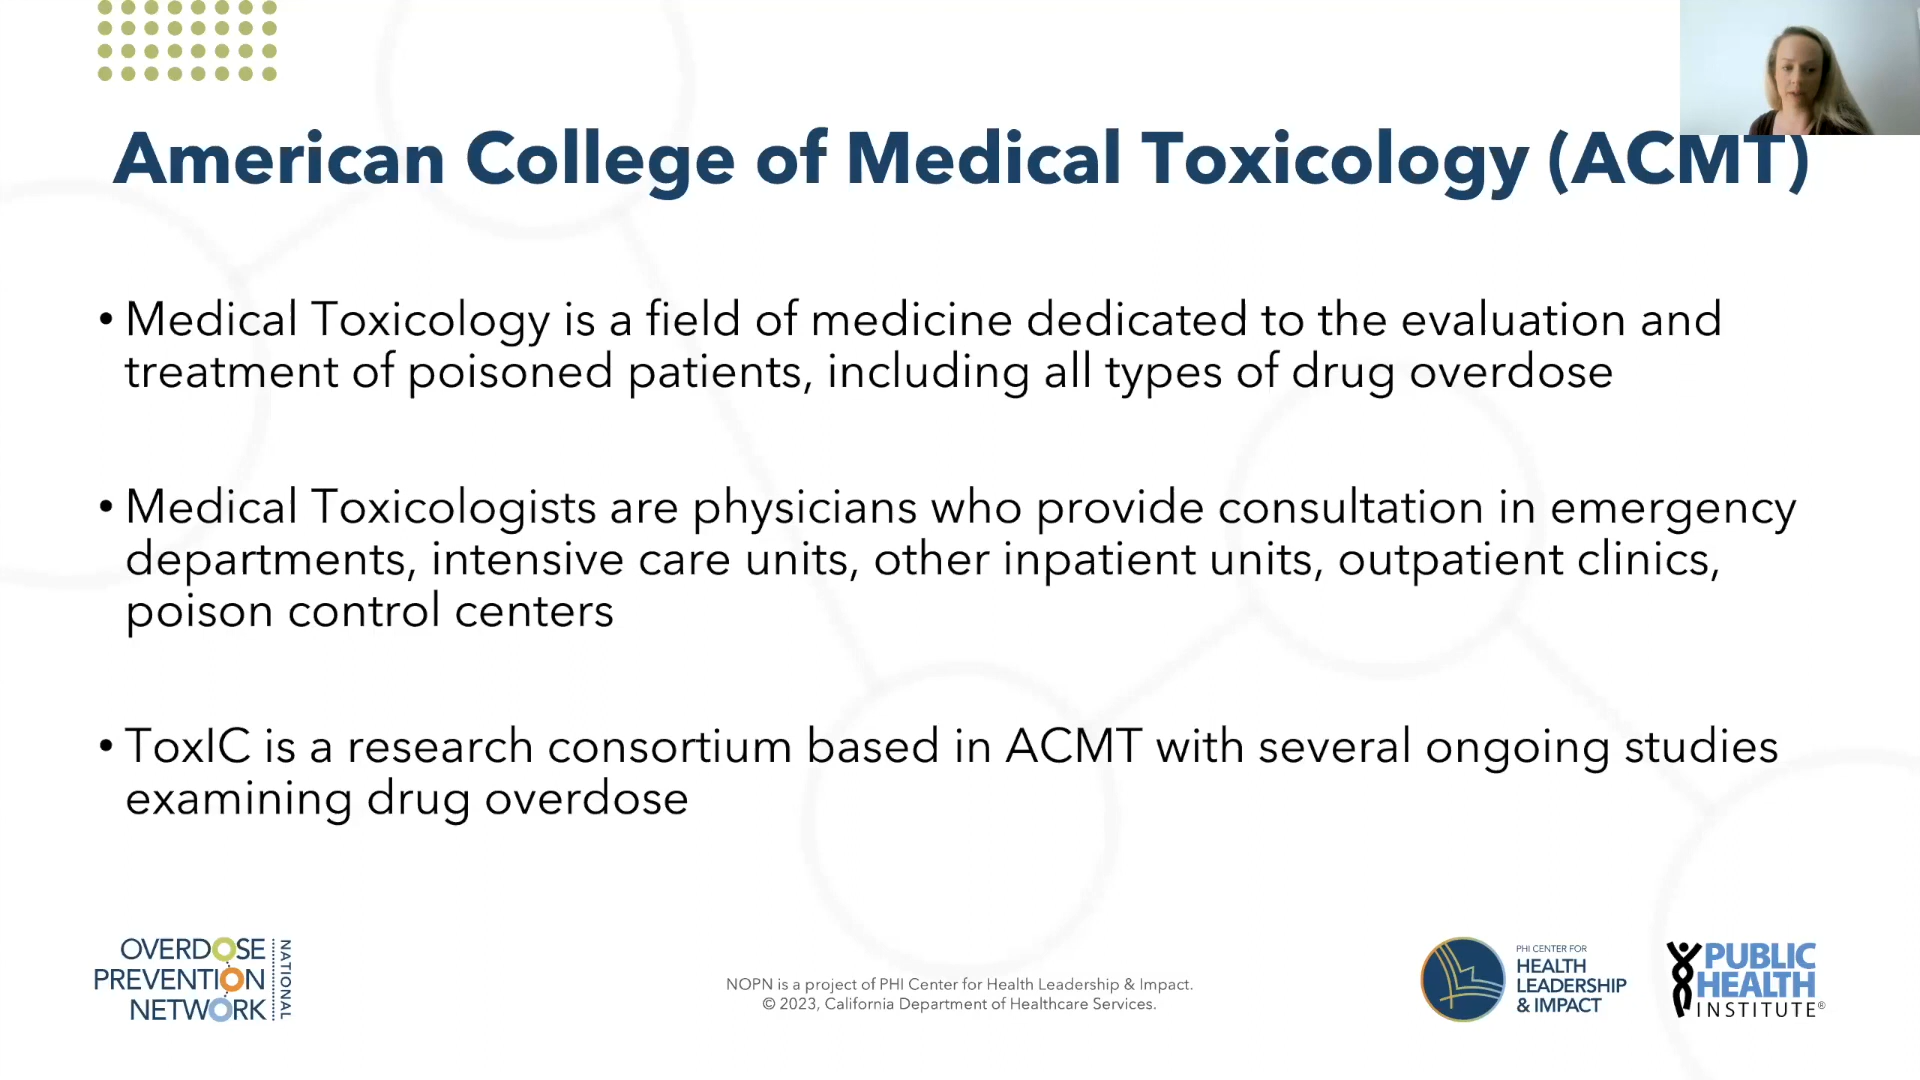 American College of Medical Toxicology (ACMT)
• Medical Toxicology is a field of medicine dedicated to the evaluation and
treatment of poisoned patients, including all types of drug overdose
• Medical Toxicologists are physicians who provide consultation in emergency
departments, intensive care units, other inpatient units, outpatient clinics,
poison control centers
• ToxIC is a research consortium based in ACMT with several ongoing studies
examining drug overdose
OVERDOSE
PREVENTION
NETWORK
NATIONAL
NOPN is a project of PHI Center for Health Leadership & Impact.
© 2023, California Department of Healthcare Services.
PHI CENTER FOR
HEALTH
LEADERSHIP
& IMPACT
PUBLIC
HEALTH
INSTITUTE®